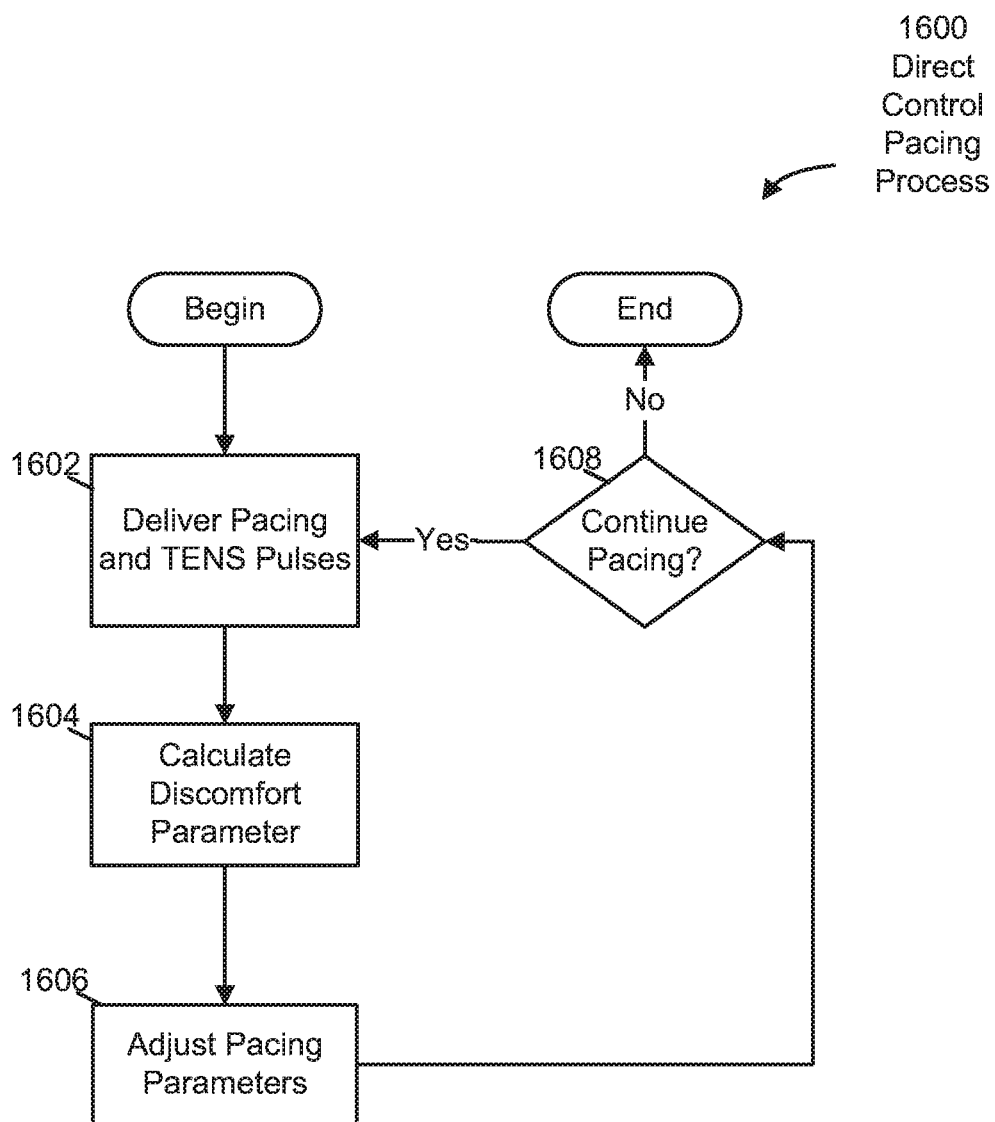 1600
Direct
Control
Pacing
Process
Begin
End
No
1602
1608
Deliver Pacing
and TENS Pulses
Yes
Continue
Pacing?
1604
Calculate
Discomfort
Parameter
1606
Adjust Pacing
Parameters